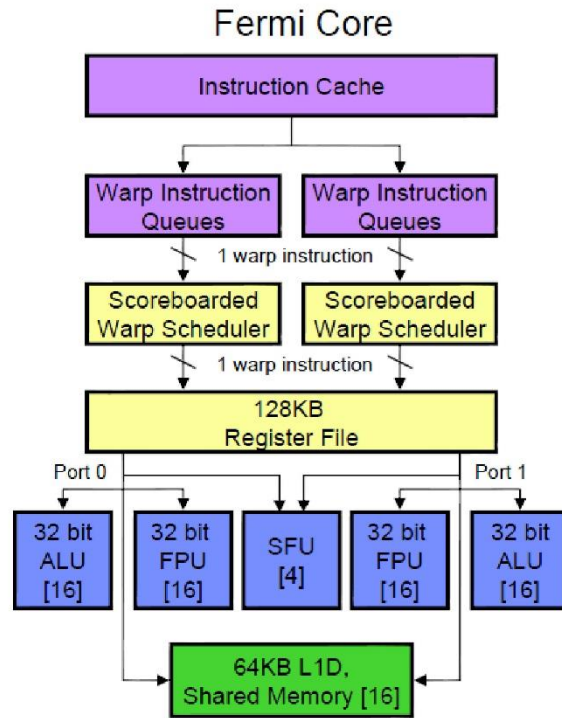 Fermi Core
Instruction Cache
Warp Instruction
Queues
Warp Instruction
Queues
1 warp instruction
Scoreboarded
Warp Scheduler
Scoreboarded
Warp Scheduler
1 warp instruction
128KB
Register File
Port 0
Port 1
32 bit
ALU
[16]
32 bit
FPU
[16]
SFU
[4]
32 bit
FPU
[16]
32 bit
ALU
[16]
64KB L1D,
Shared Memory [16]